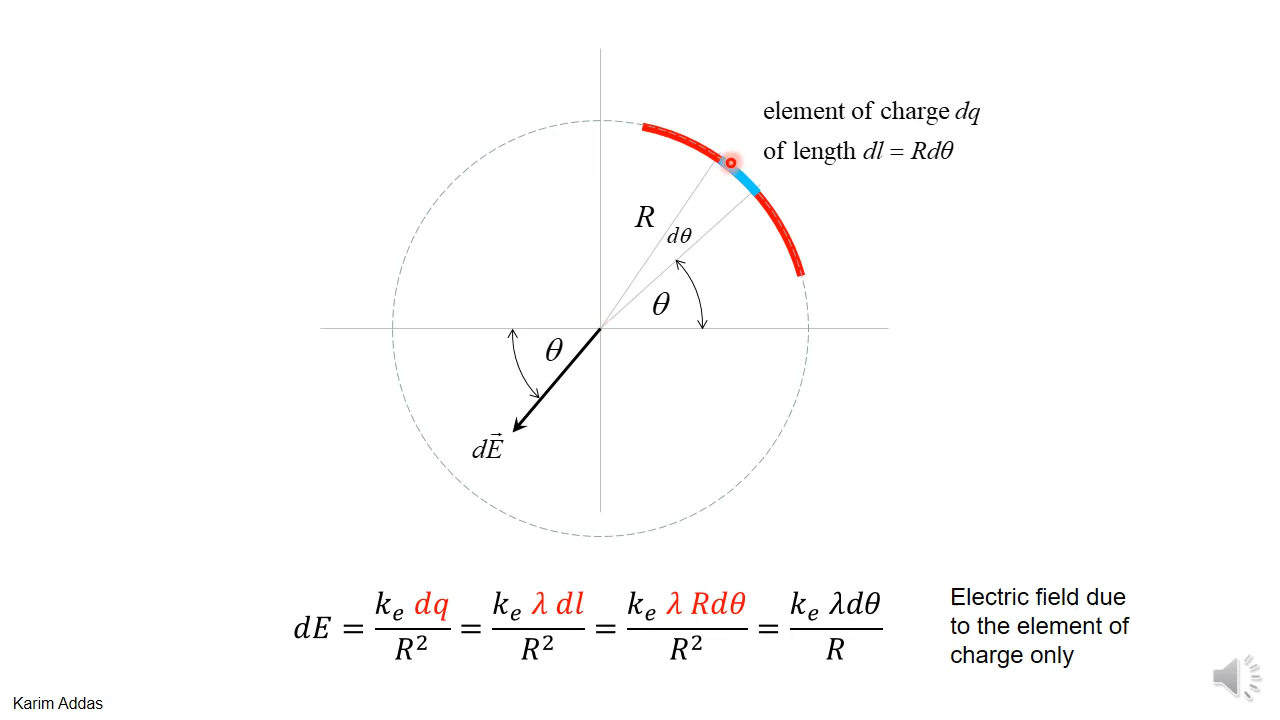 element of charge dq
of length dl = Rdθ
R
dθ
θ
θ
dE⃗
dE = kₑ dq / R² = kₑ λ dl / R² = kₑ λ Rdθ / R² = kₑ λdθ / R
Electric field due
to the element of
charge only
Karim Addas